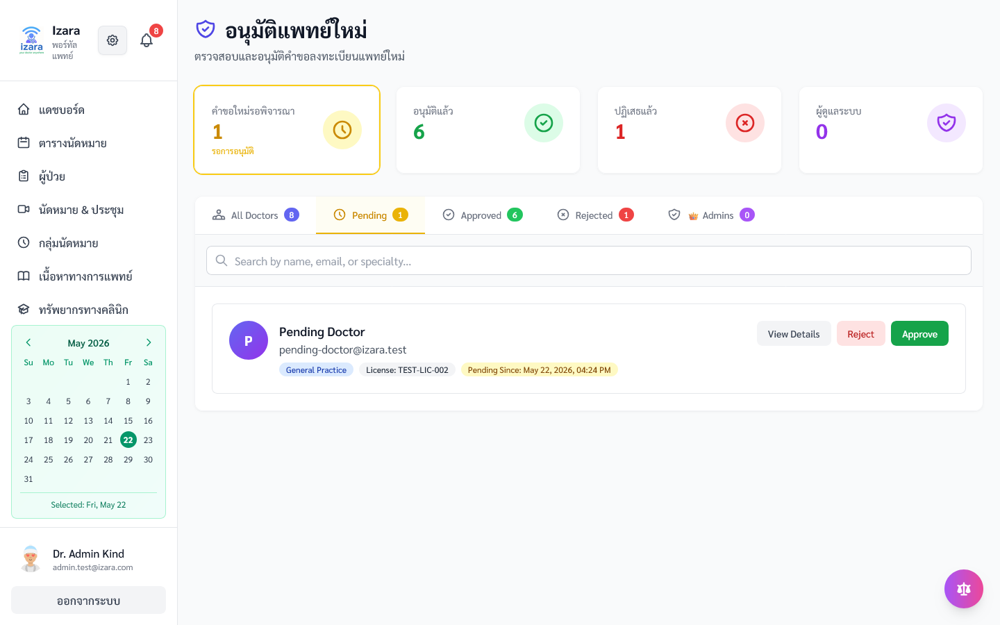 izara
your doctor anywhere
Izara
พอร์ทัล
แพทย์
8
แดชบอร์ด
ตารางนัดหมาย
ผู้ป่วย
นัดหมาย & ประชุม
กลุ่มนัดหมาย
เนื้อหาทางการแพทย์
ทรัพยากรทางคลินิก
May 2026
Su Mo Tu We Th Fr Sa
1 2
3 4 5 6 7 8 9
10 11 12 13 14 15 16
17 18 19 20 21 22 23
24 25 26 27 28 29 30
31
Selected: Fri, May 22
Dr. Admin Kind
admin.test@izara.com
ออกจากระบบ
อนุมัติแพทย์ใหม่
ตรวจสอบและอนุมัติคำขอลงทะเบียนแพทย์ใหม่
คำขอใหม่รอพิจารณา
1
รอการอนุมัติ
อนุมัติแล้ว
6
ปฏิเสธแล้ว
1
ผู้ดูแลระบบ
0
All Doctors 8
Pending 1
Approved 6
Rejected 1
Admins 0
Search by name, email, or specialty...
P
Pending Doctor
pending-doctor@izara.test
General Practice
License: TEST-LIC-002
Pending Since: May 22, 2026, 04:24 PM
View Details
Reject
Approve